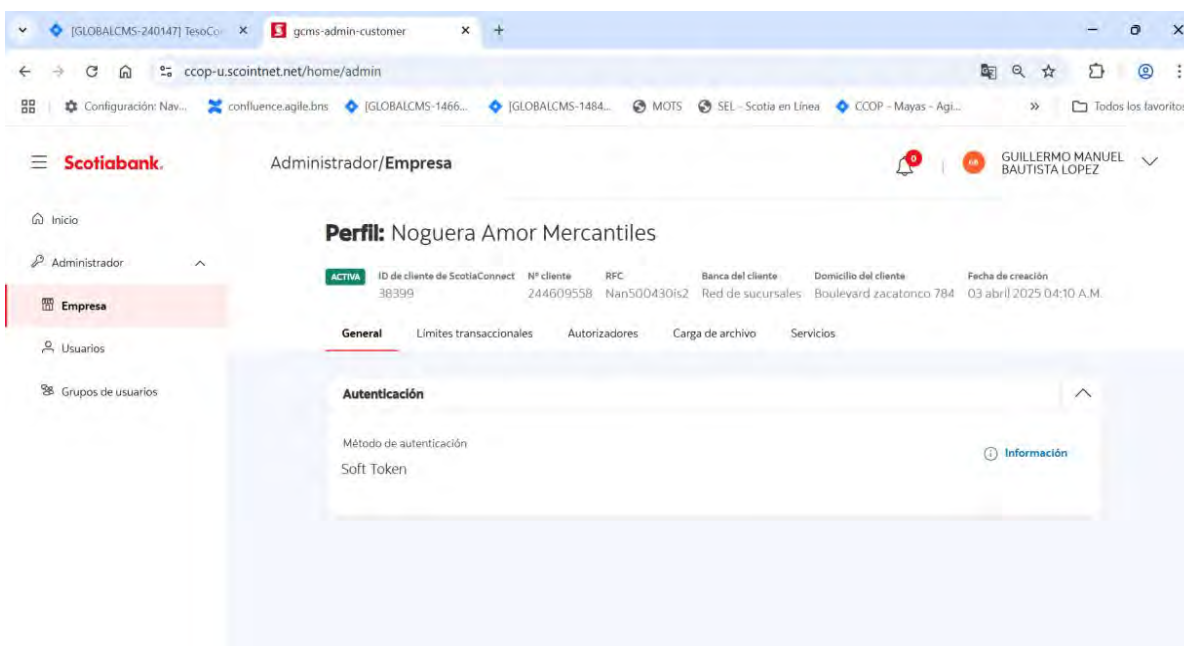 [GLOBALCMS-240147] TesoCo
gcms-admin-customer
ccop-u.scointnet.net/home/admin
Configuración: Nav...
confluence.agile.bns
[GLOBALCMS-1466...
[GLOBALCMS-1484...
MOTS
SEL - Scotia en Línea
CCOP - Mayas - Agi...
»
Todos los favoritos
Scotiabank.
Administrador/Empresa
0
GB
GUILLERMO MANUEL
BAUTISTA LOPEZ
Inicio
Administrador
Empresa
Usuarios
Grupos de usuarios
Perfil: Noguera Amor Mercantiles
ACTIVA
ID de cliente de ScotiaConnect
Nº cliente
RFC
Banca del cliente
Domicilio del cliente
Fecha de creación
38399
244609558
Nan500430is2
Red de sucursales
Boulevard zacatonco 784
03 abril 2025 04:10 A.M.
General
Límites transaccionales
Autorizadores
Carga de archivo
Servicios
Autenticación
Método de autenticación
Soft Token
Información